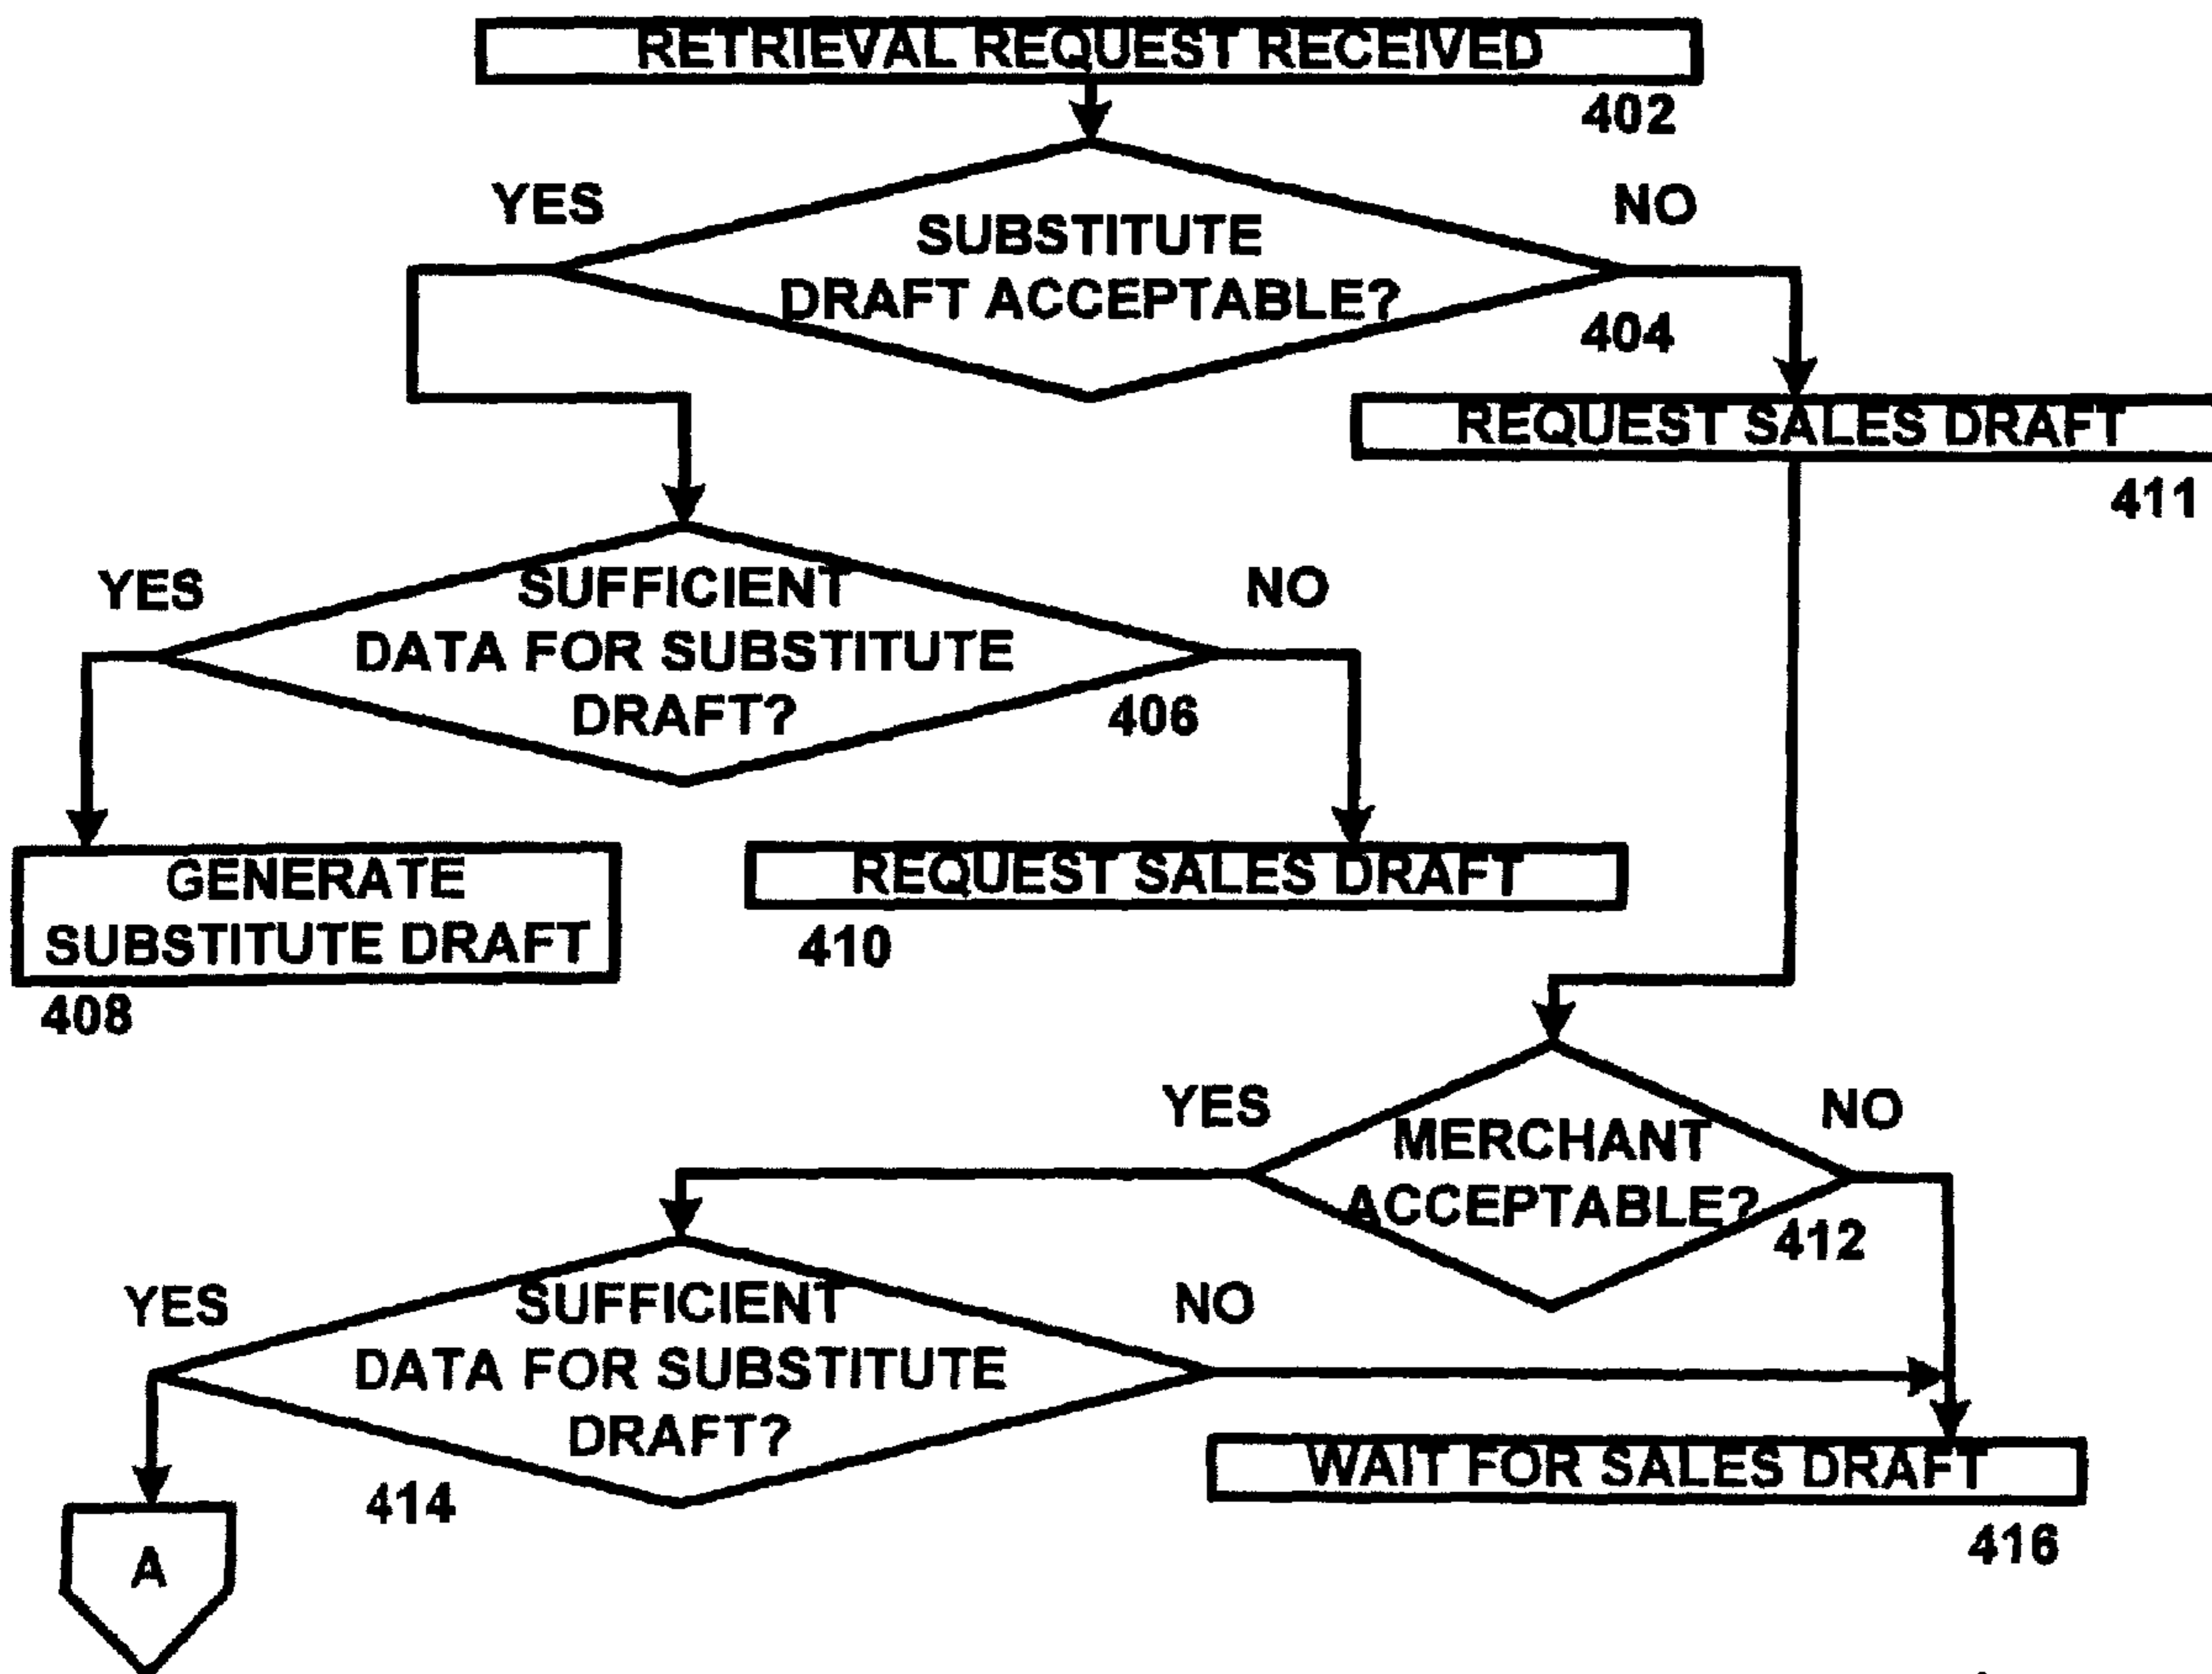 RETRIEVAL REQUEST RECEIVED
402
YES
NO
SUBSTITUTE
DRAFT ACCEPTABLE?
404
REQUEST SALES DRAFT
411
YES
NO
SUFFICIENT
DATA FOR SUBSTITUTE
DRAFT?
406
GENERATE
SUBSTITUTE DRAFT
408
REQUEST SALES DRAFT
410
YES
NO
MERCHANT
ACCEPTABLE?
412
YES
NO
SUFFICIENT
DATA FOR SUBSTITUTE
DRAFT?
414
WAIT FOR SALES DRAFT
416
A